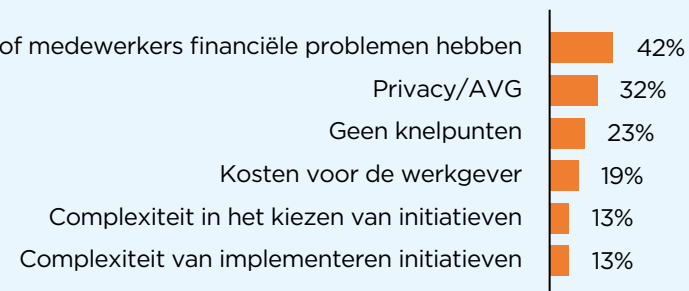 of medewerkers financiële problemen hebben 42%
Privacy/AVG 32%
Geen knelpunten 23%
Kosten voor de werkgever 19%
Complexiteit in het kiezen van initiatieven 13%
Complexiteit van implementeren initiatieven 13%